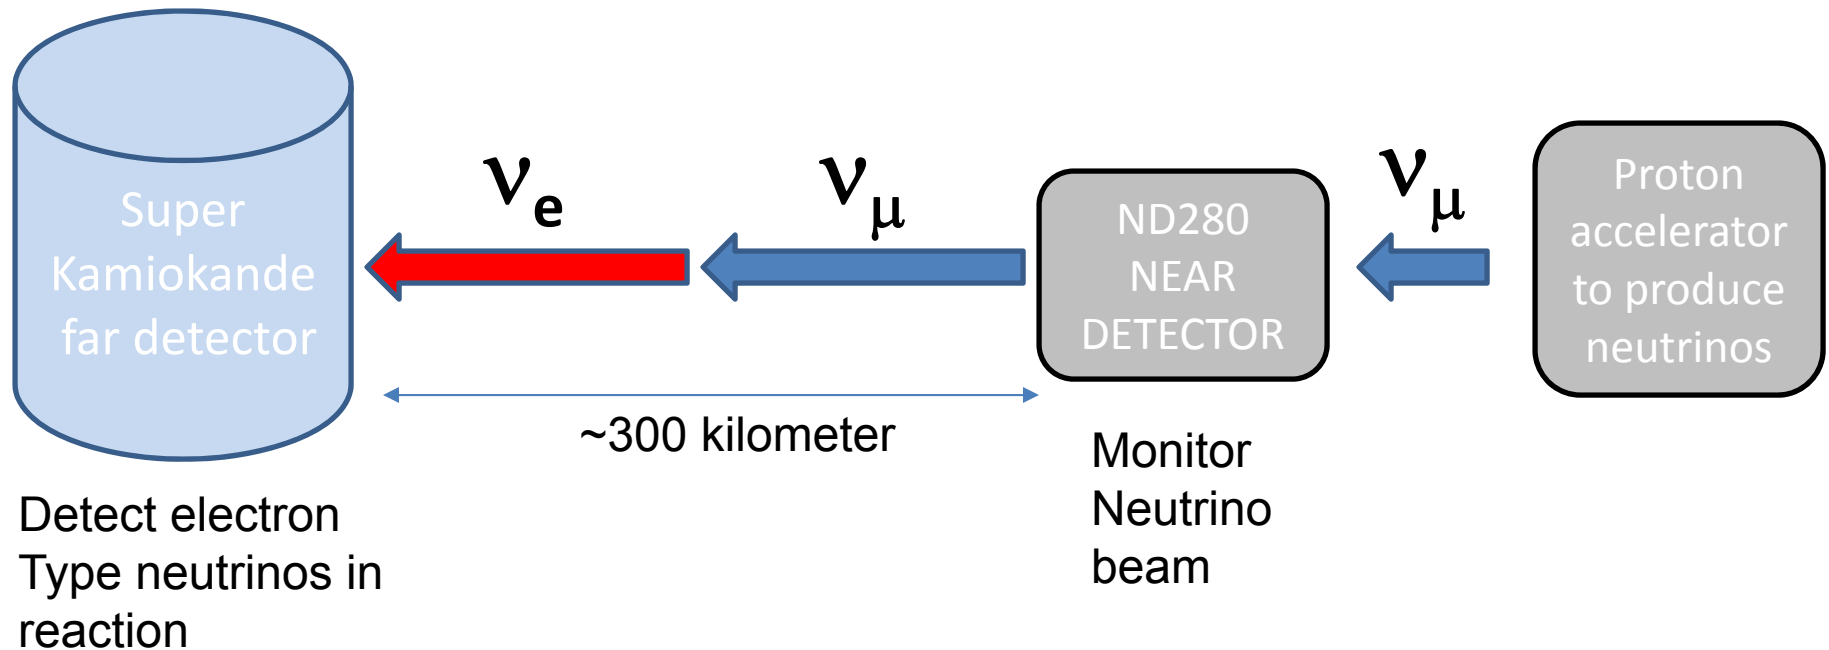 Super
Kamiokande
far detector
νe
νμ
ND280
NEAR
DETECTOR
νμ
Proton
accelerator
to produce
neutrinos
~300 kilometer
Monitor
Neutrino
beam
Detect electron
Type neutrinos in
reaction